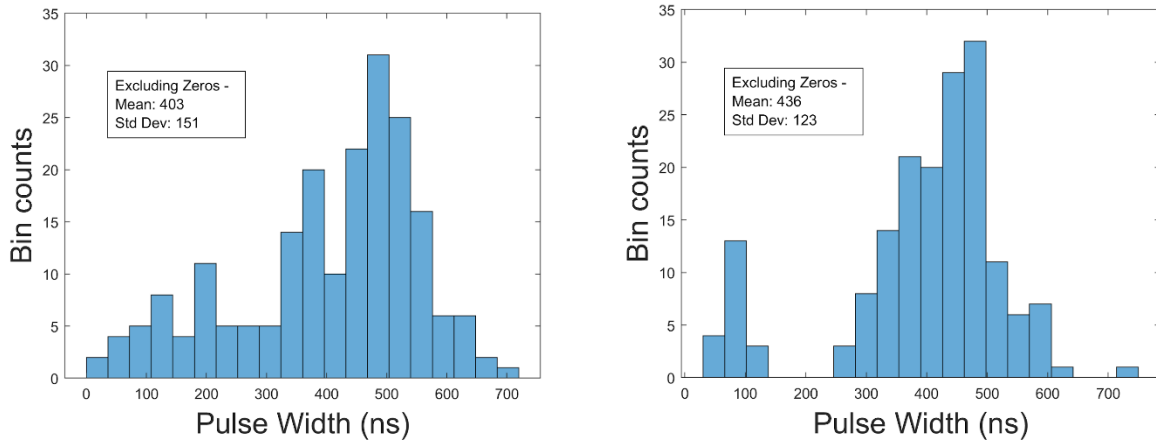 35
30
25
20
15
10
5
0
Bin counts
Excluding Zeros -
Mean: 403
Std Dev: 151
0 100 200 300 400 500 600 700
Pulse Width (ns)
35
30
25
20
15
10
5
0
Bin counts
Excluding Zeros -
Mean: 436
Std Dev: 123
0 100 200 300 400 500 600 700
Pulse Width (ns)